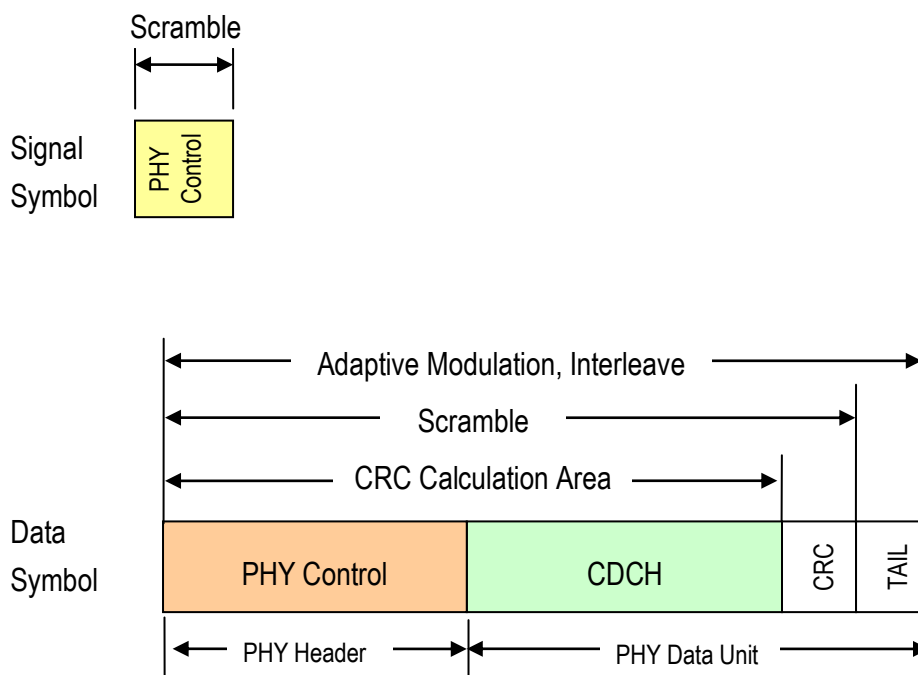 Scramble
Signal
Symbol
PHY
Control
Adaptive Modulation, Interleave
Scramble
CRC Calculation Area
Data
Symbol
PHY Control
CDCH
CRC
TAIL
PHY Header
PHY Data Unit